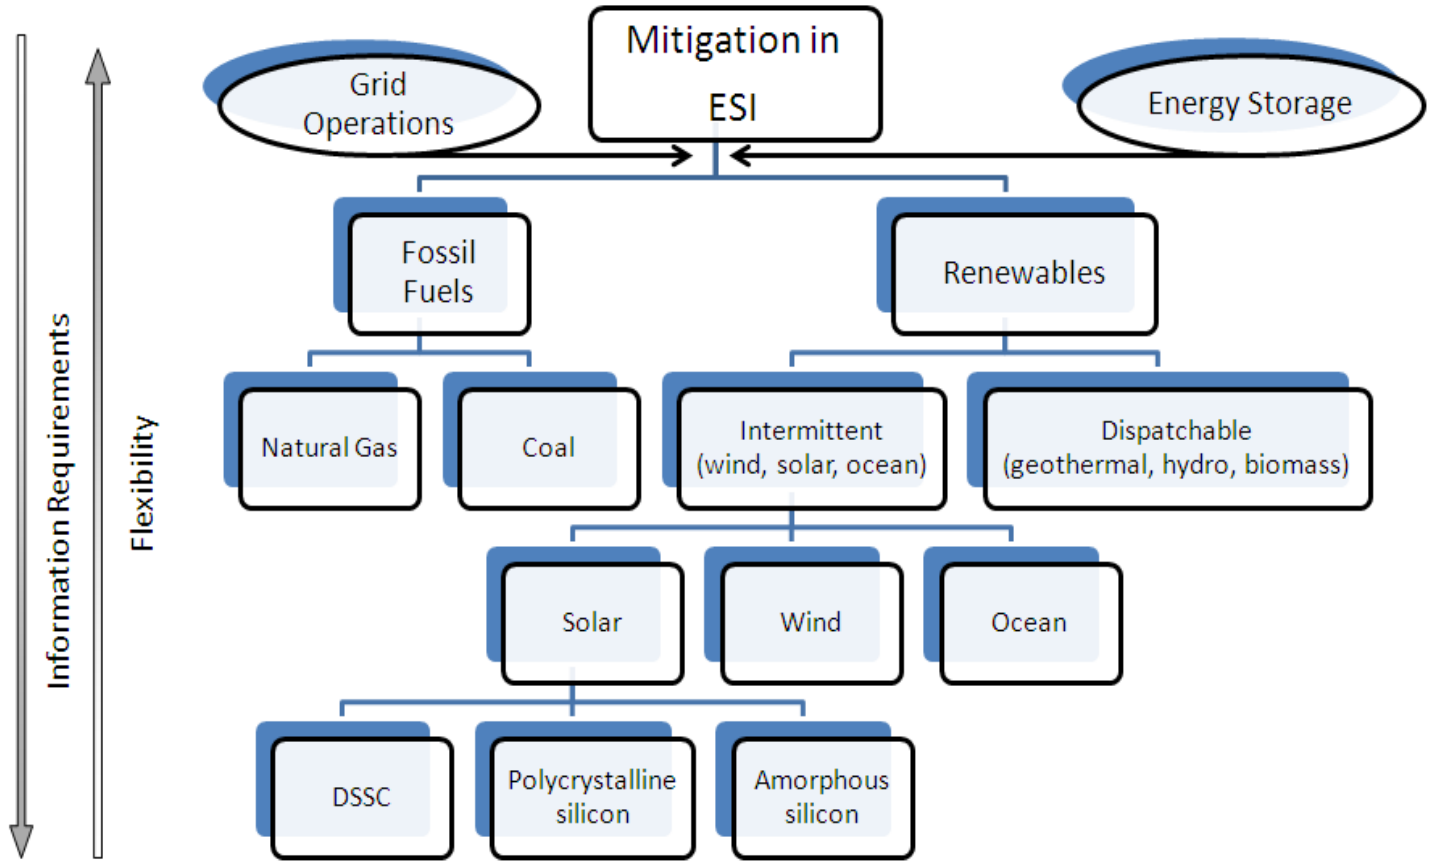 Mitigation in
ESI
Grid
Operations
Energy Storage
Fossil
Fuels
Renewables
Natural Gas
Coal
Intermittent
(wind, solar, ocean)
Dispatchable
(geothermal, hydro, biomass)
Solar
Wind
Ocean
DSSC
Polycrystalline
silicon
Amorphous
silicon
Information Requirements
Flexibility